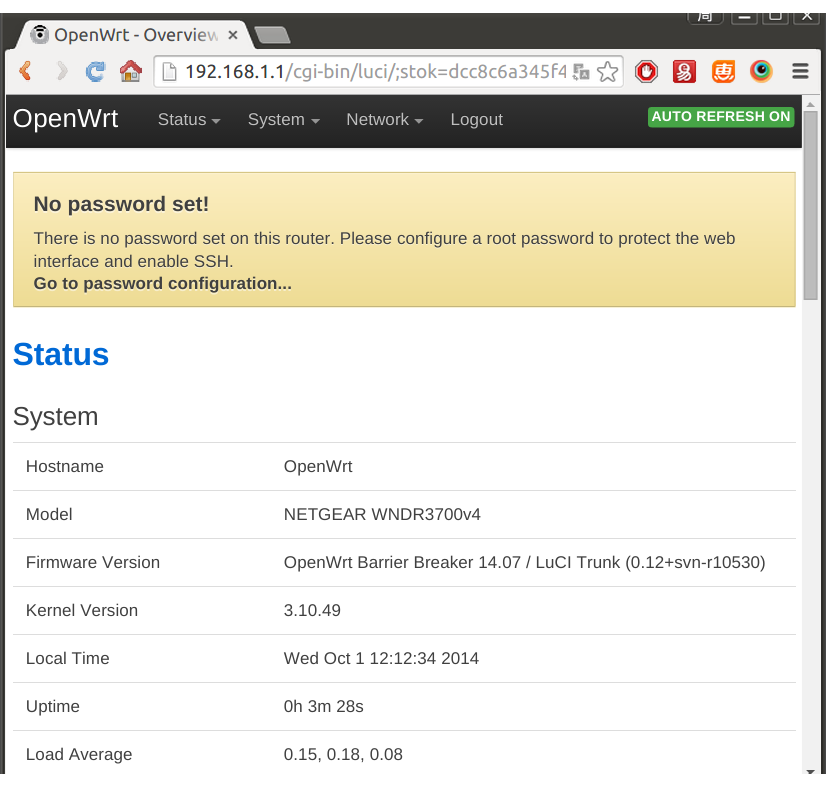 周
OpenWrt - Overview
192.168.1.1/cgi-bin/luci/;stok=dcc8c6a345f4
OpenWrt Status System Network Logout AUTO REFRESH ON
No password set!
There is no password set on this router. Please configure a root password to protect the web
interface and enable SSH.
Go to password configuration...
Status
System
Hostname OpenWrt
Model NETGEAR WNDR3700v4
Firmware Version OpenWrt Barrier Breaker 14.07 / LuCI Trunk (0.12+svn-r10530)
Kernel Version 3.10.49
Local Time Wed Oct 1 12:12:34 2014
Uptime 0h 3m 28s
Load Average 0.15, 0.18, 0.08